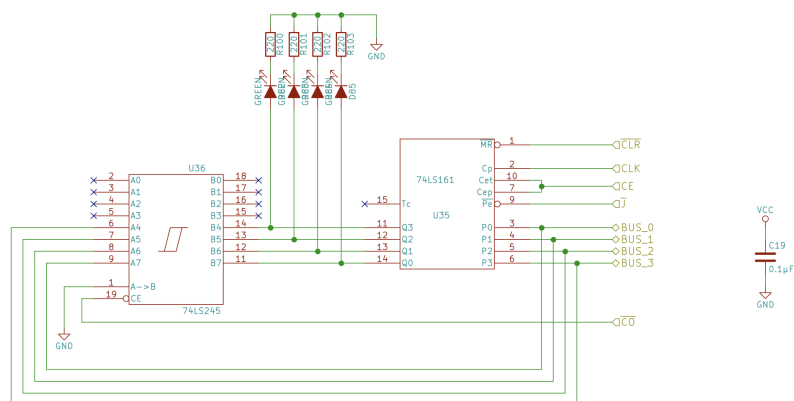 220 R100 220 R101 220 R102 220 R103
GND
GREEN D85
U36
2 A0 B0 18
3 A1 B1 17
4 A2 B2 16
5 A3 B3 15
6 A4 B4 14
7 A5 B5 13
8 A6 B6 12
9 A7 B7 11
1 A->B
19 CE
74LS245
GND
74LS161
U35
MR 1 CLR
Cp 2 CLK
Cet 10
Cep 7 CE
15 Tc Pe 9 J
P0 3 BUS_0
11 Q3 P1 4 BUS_1
12 Q2 P2 5 BUS_2
13 Q1 P3 6 BUS_3
14 Q0
CO
VCC
C19
0.1µF
GND